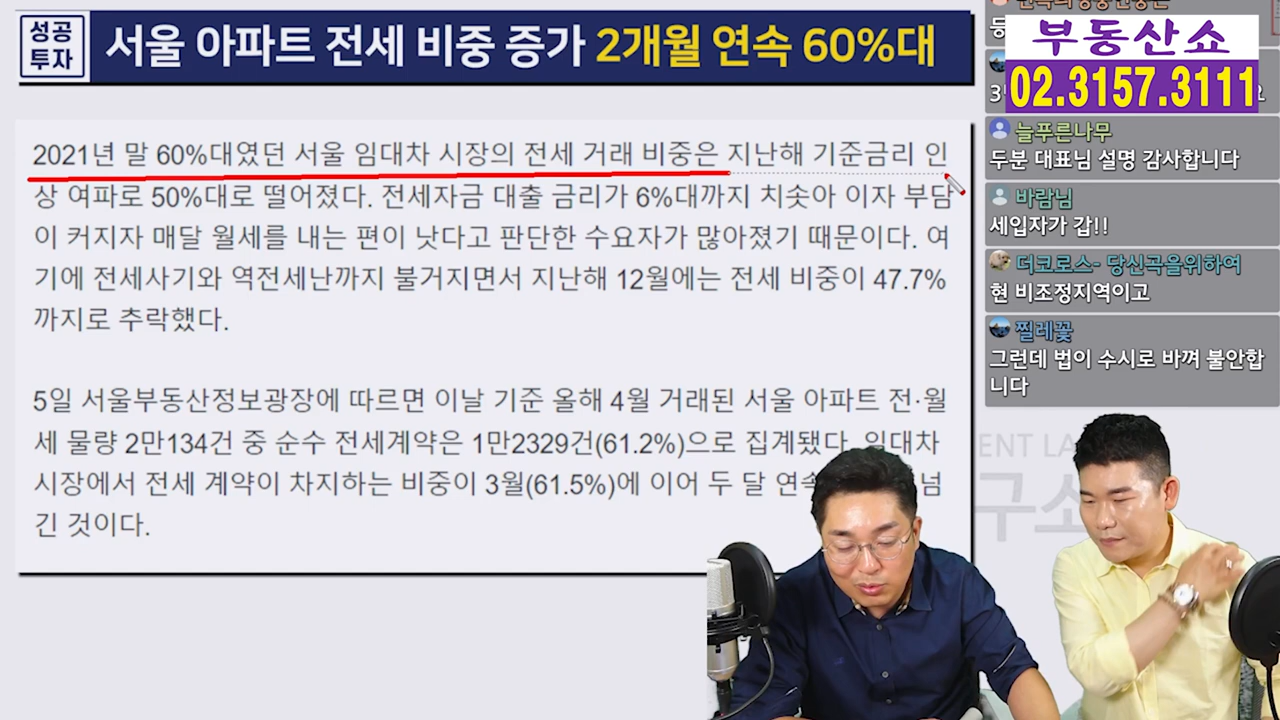 성공
투자
서울 아파트 전세 비중 증가 2개월 연속 60%대
2021년 말 60%대였던 서울 임대차 시장의 전세 거래 비중은 지난해 기준금리 인
상 여파로 50%대로 떨어졌다. 전세자금 대출 금리가 6%대까지 치솟아 이자 부담
이 커지자 매달 월세를 내는 편이 낫다고 판단한 수요자가 많아졌기 때문이다. 여
기에 전세사기와 역전세난까지 불거지면서 지난해 12월에는 전세 비중이 47.7%
까지로 추락했다.
5일 서울부동산정보광장에 따르면 이날 기준 올해 4월 거래된 서울 아파트 전·월
세 물량 2만134건 중 순수 전세계약은 1만2329건(61.2%)으로 집계됐다. 임대차
시장에서 전세 계약이 차지하는 비중이 3월(61.5%)에 이어 두 달 연속 넘
긴 것이다.
부동산쇼
02.3157.3111
늘푸른나무
두분 대표님 설명 감사합니다
바람님
세입자가 갑!!
더코로스- 당신곡을위하여
현 비조정지역이고
찔레꽃
그런데 법이 수시로 바껴 불안합
니다
ENT LA
구소